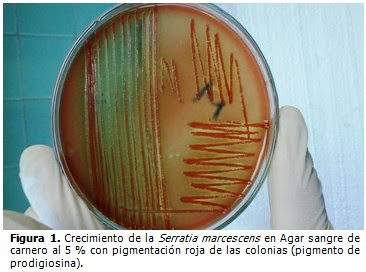 Figura 1. Crecimiento de la Serratia marcescens en Agar sangre de
carnero al 5 % con pigmentación roja de las colonias (pigmento de
prodigiosina).